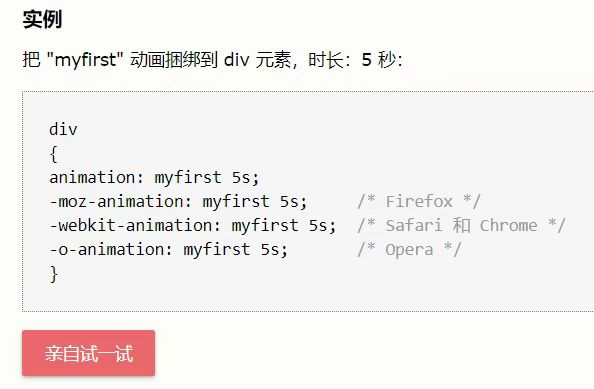 实例
把 "myfirst" 动画捆绑到 div 元素，时长：5 秒：
div
{
animation: myfirst 5s;
-moz-animation: myfirst 5s;     /* Firefox */
-webkit-animation: myfirst 5s;  /* Safari 和 Chrome */
-o-animation: myfirst 5s;       /* Opera */
}
亲自试一试